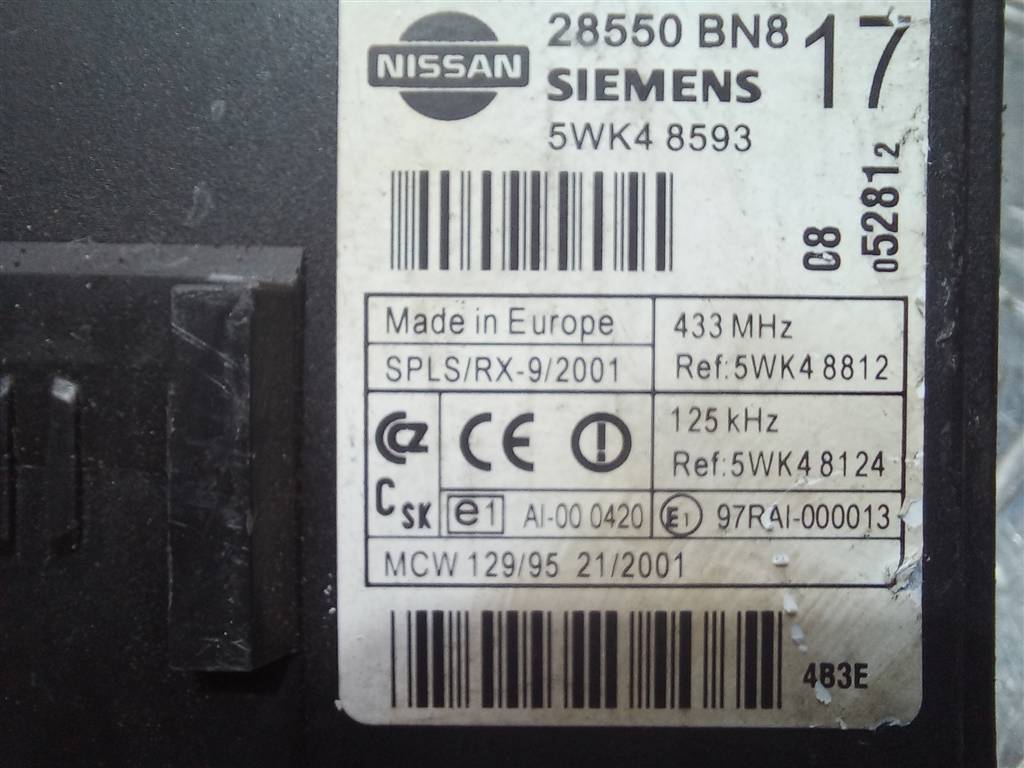 NISSAN
28550 BN8 17
SIEMENS
5WK4 8593
C8
052812
Made in Europe
433 MHz
SPLS/RX-9/2001
Ref:5WK4 8812
125 kHz
Ref:5WK4 8124
CZ CE
CSK
e1 AI-00 0420
E1 97RAI-000013
MCW 129/95 21/2001
4B3E